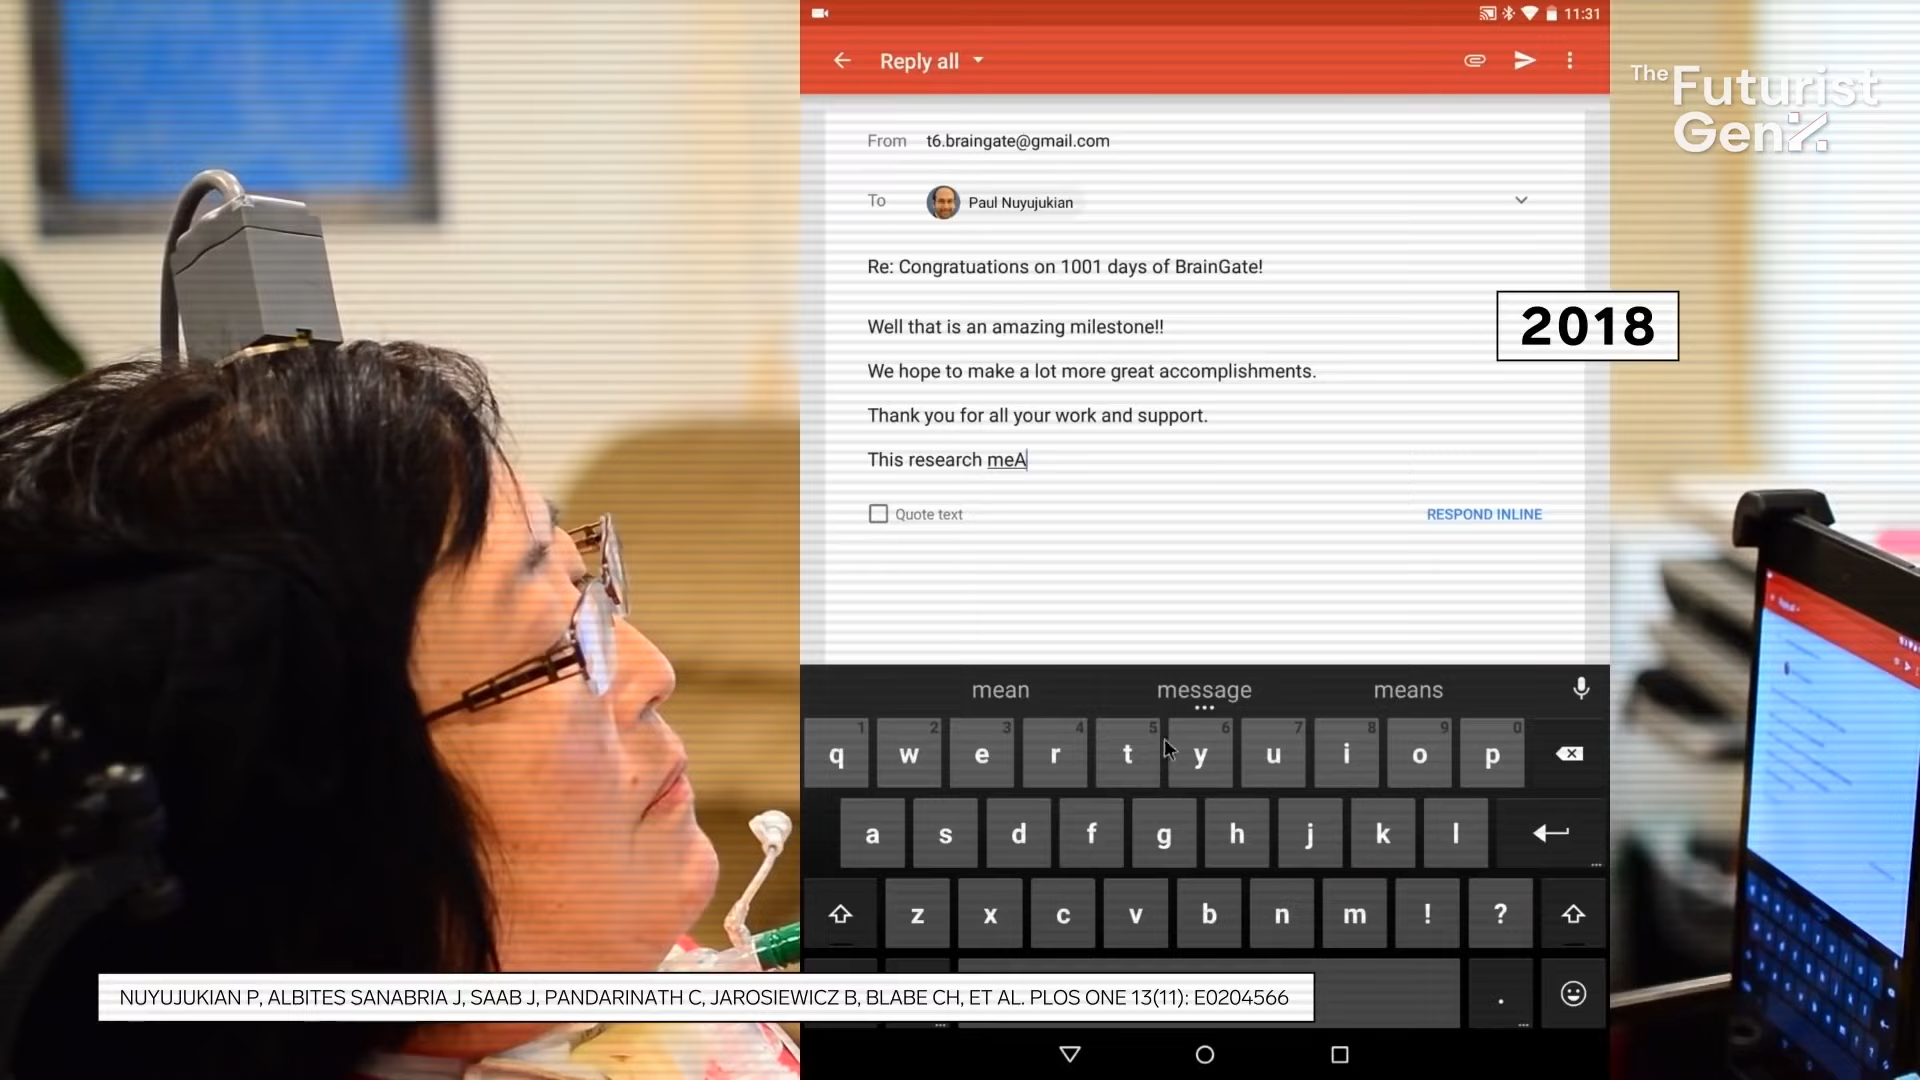 11:31
Reply all
The Futurist
GenZ
From t6.braingate@gmail.com
To Paul Nuyujukian
Re: Congratuations on 1001 days of BrainGate!
2018
Well that is an amazing milestone!!
We hope to make a lot more great accomplishments.
Thank you for all your work and support.
This research meA
Quote text RESPOND INLINE
mean message means
1 2 3 4 5 6 7 8 9 0
q w e r t y u i o p
a s d f g h j k l
z x c v b n m ! ?
NUYUJUKIAN P, ALBITES SANABRIA J, SAAB J, PANDARINATH C, JAROSIEWICZ B, BLABE CH, ET AL. PLOS ONE 13(11): E0204566
.